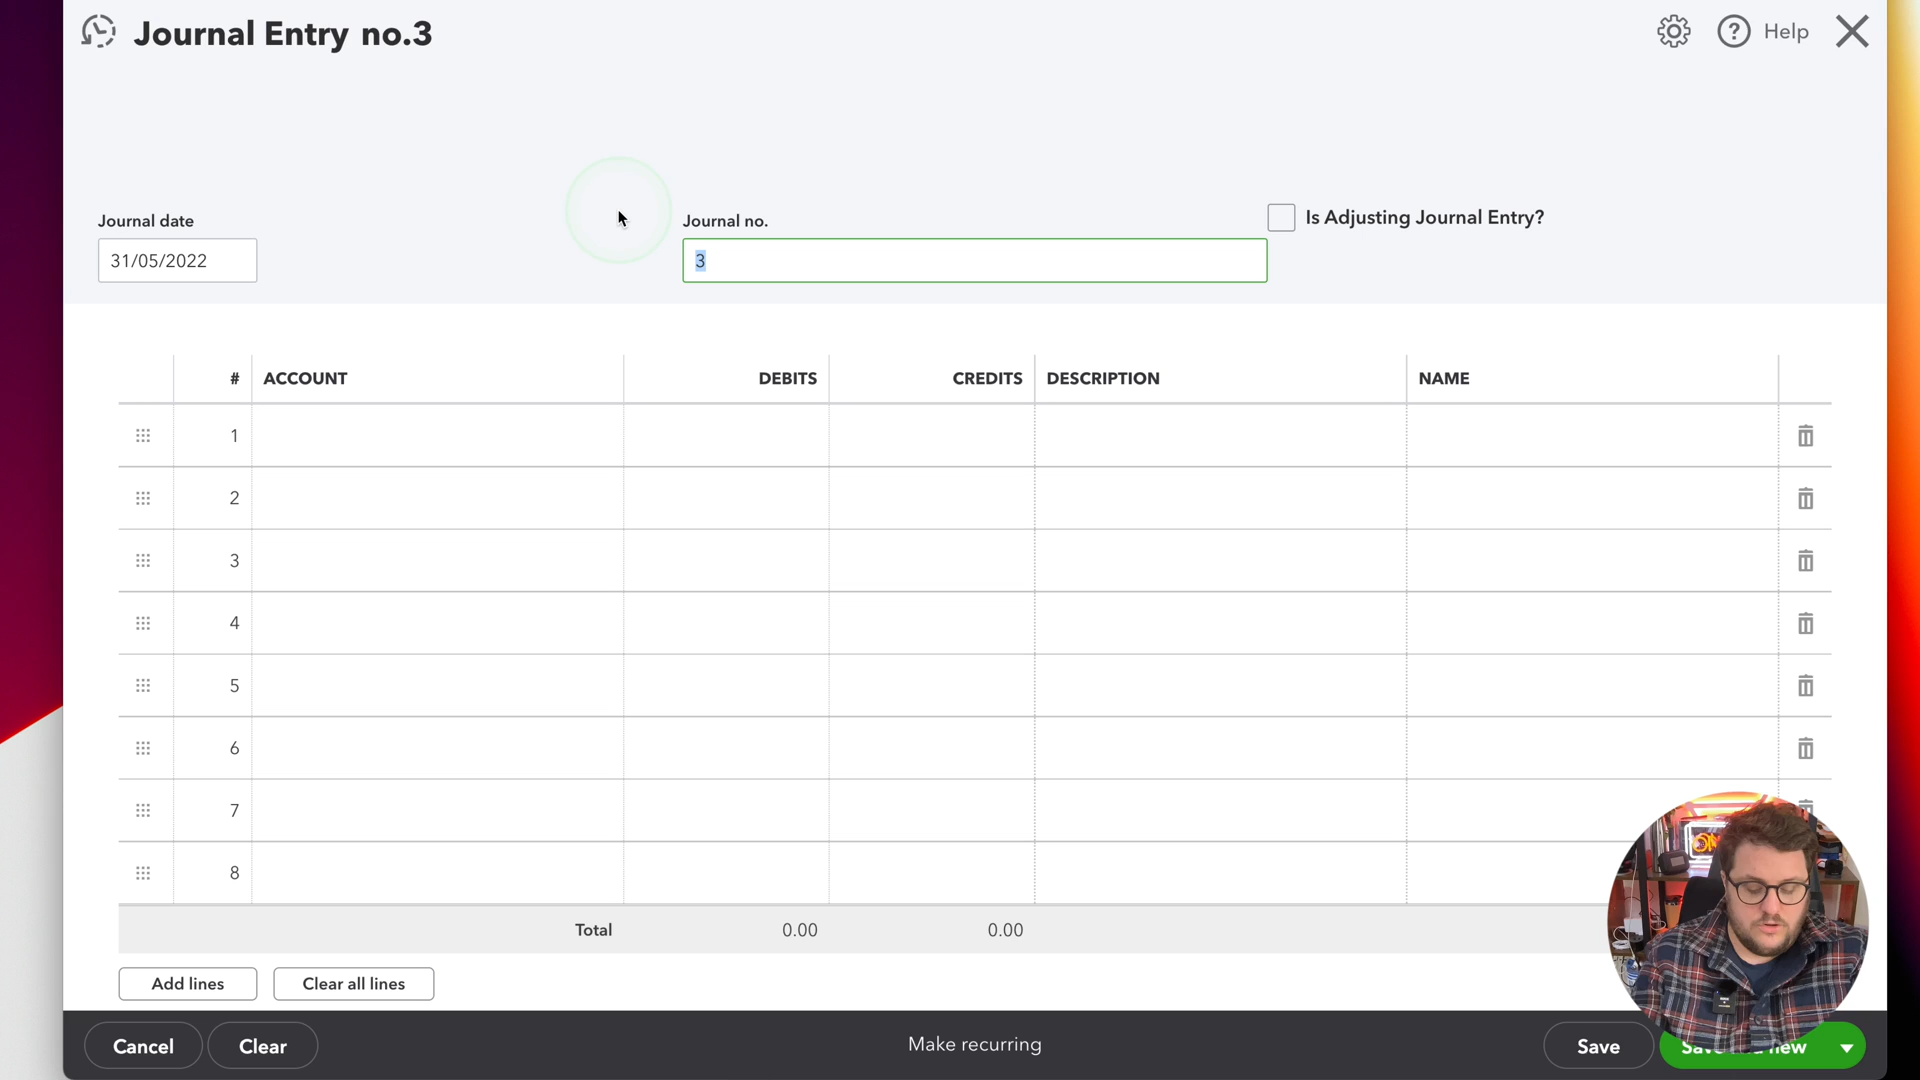 Journal Entry no.3
Help
Journal date
Journal no.
Is Adjusting Journal Entry?
31/05/2022
3
# ACCOUNT DEBITS CREDITS DESCRIPTION NAME
1
2
3
4
5
6
7
8
Total 0.00 0.00
Add lines
Clear all lines
Cancel
Clear
Make recurring
Save